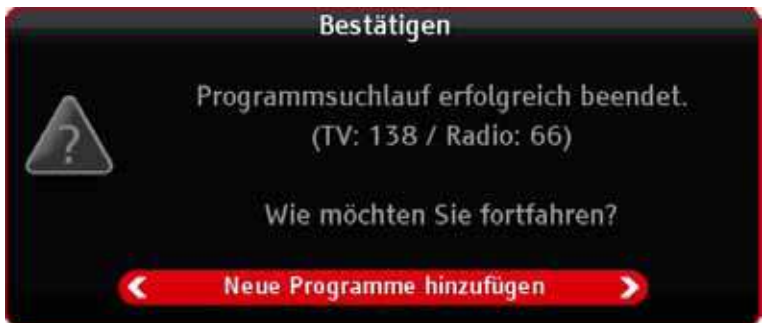 Bestätigen
Programmsuchlauf erfolgreich beendet.
(TV: 138 / Radio: 66)
?
Wie möchten Sie fortfahren?
Neue Programme hinzufügen